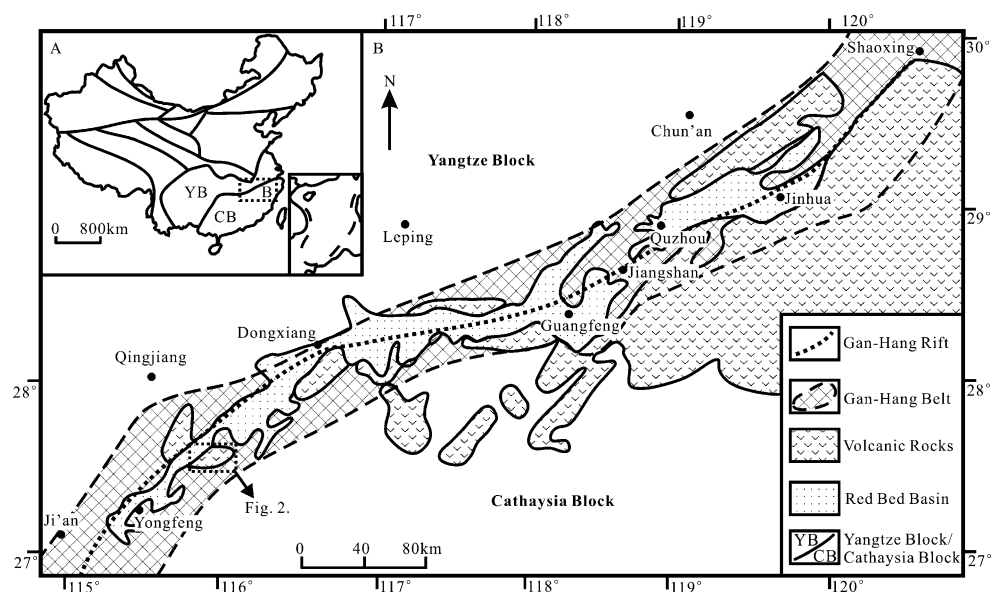 117°
118°
119°
120°
A
B
Shaoxing
30°
N
Chun'an
Yangtze Block
YB
B
CB
Jinhua
29°
0 800km
Leping
Quzhou
Jiangshan
Guangfeng
Dongxiang
Gan-Hang Rift
Qingjiang
28°
28°
Gan-Hang Belt
Volcanic Rocks
Cathaysia Block
Red Bed Basin
Fig. 2.
Ji'an
Yongfeng
YB
CB
Yangtze Block/
Cathaysia Block
0 40 80km
27°
27°
115°
116°
117°
118°
119°
120°